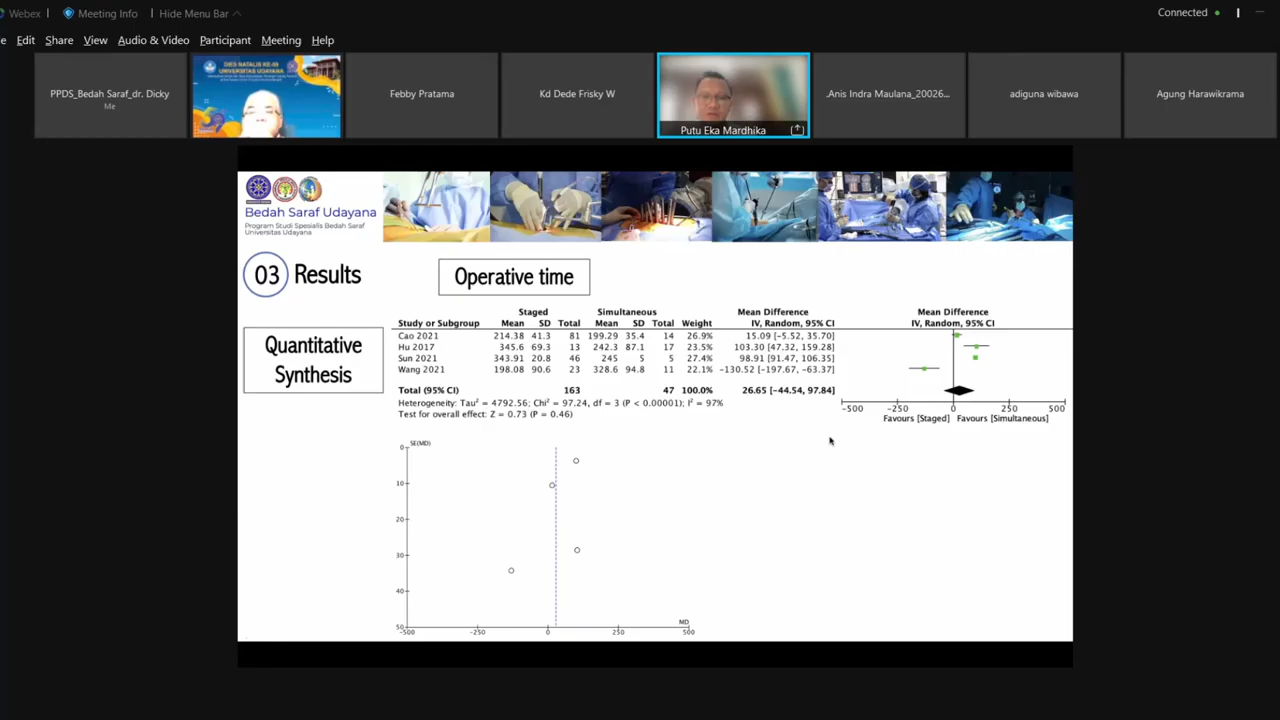 Webex Meeting Info Hide Menu Bar Connected
Edit Share View Audio & Video Participant Meeting Help
PPDS_Bedah Saraf_dr. Dicky
Me
DIES NATALIS KE-59
UNIVERSITAS UDAYANA
Febby Pratama
Kd Dede Frisky W
Putu Eka Mardhika
.Anis Indra Maulana_20026...
adiguna wibawa
Agung Harawikrama
Bedah Saraf Udayana
Program Studi Spesialis Bedah Saraf
Universitas Udayana
03 Results
Operative time
Quantitative
Synthesis
Staged Simultaneous Mean Difference Mean Difference
Study or Subgroup Mean SD Total Mean SD Total Weight IV, Random, 95% CI IV, Random, 95% CI
Cao 2021 214.38 41.3 81 199.29 35.4 14 26.9% 15.09 [-5.52, 35.70]
Hu 2017 345.6 69.3 13 242.3 87.1 17 23.5% 103.30 [47.32, 159.28]
Sun 2021 343.91 20.8 46 245 5 5 27.4% 98.91 [91.47, 106.35]
Wang 2021 198.08 90.6 23 328.6 94.8 11 22.1% -130.52 [-197.67, -63.37]
Total (95% CI) 163 47 100.0% 26.65 [-44.54, 97.84]
Heterogeneity: Tau² = 4792.56; Chi² = 97.24, df = 3 (P < 0.00001); I² = 97%
Test for overall effect: Z = 0.73 (P = 0.46)
-500 -250 0 250 500
Favours [Staged] Favours [Simultaneous]
SE(MD)
0
10
20
30
40
50
MD
-500 -250 0 250 500